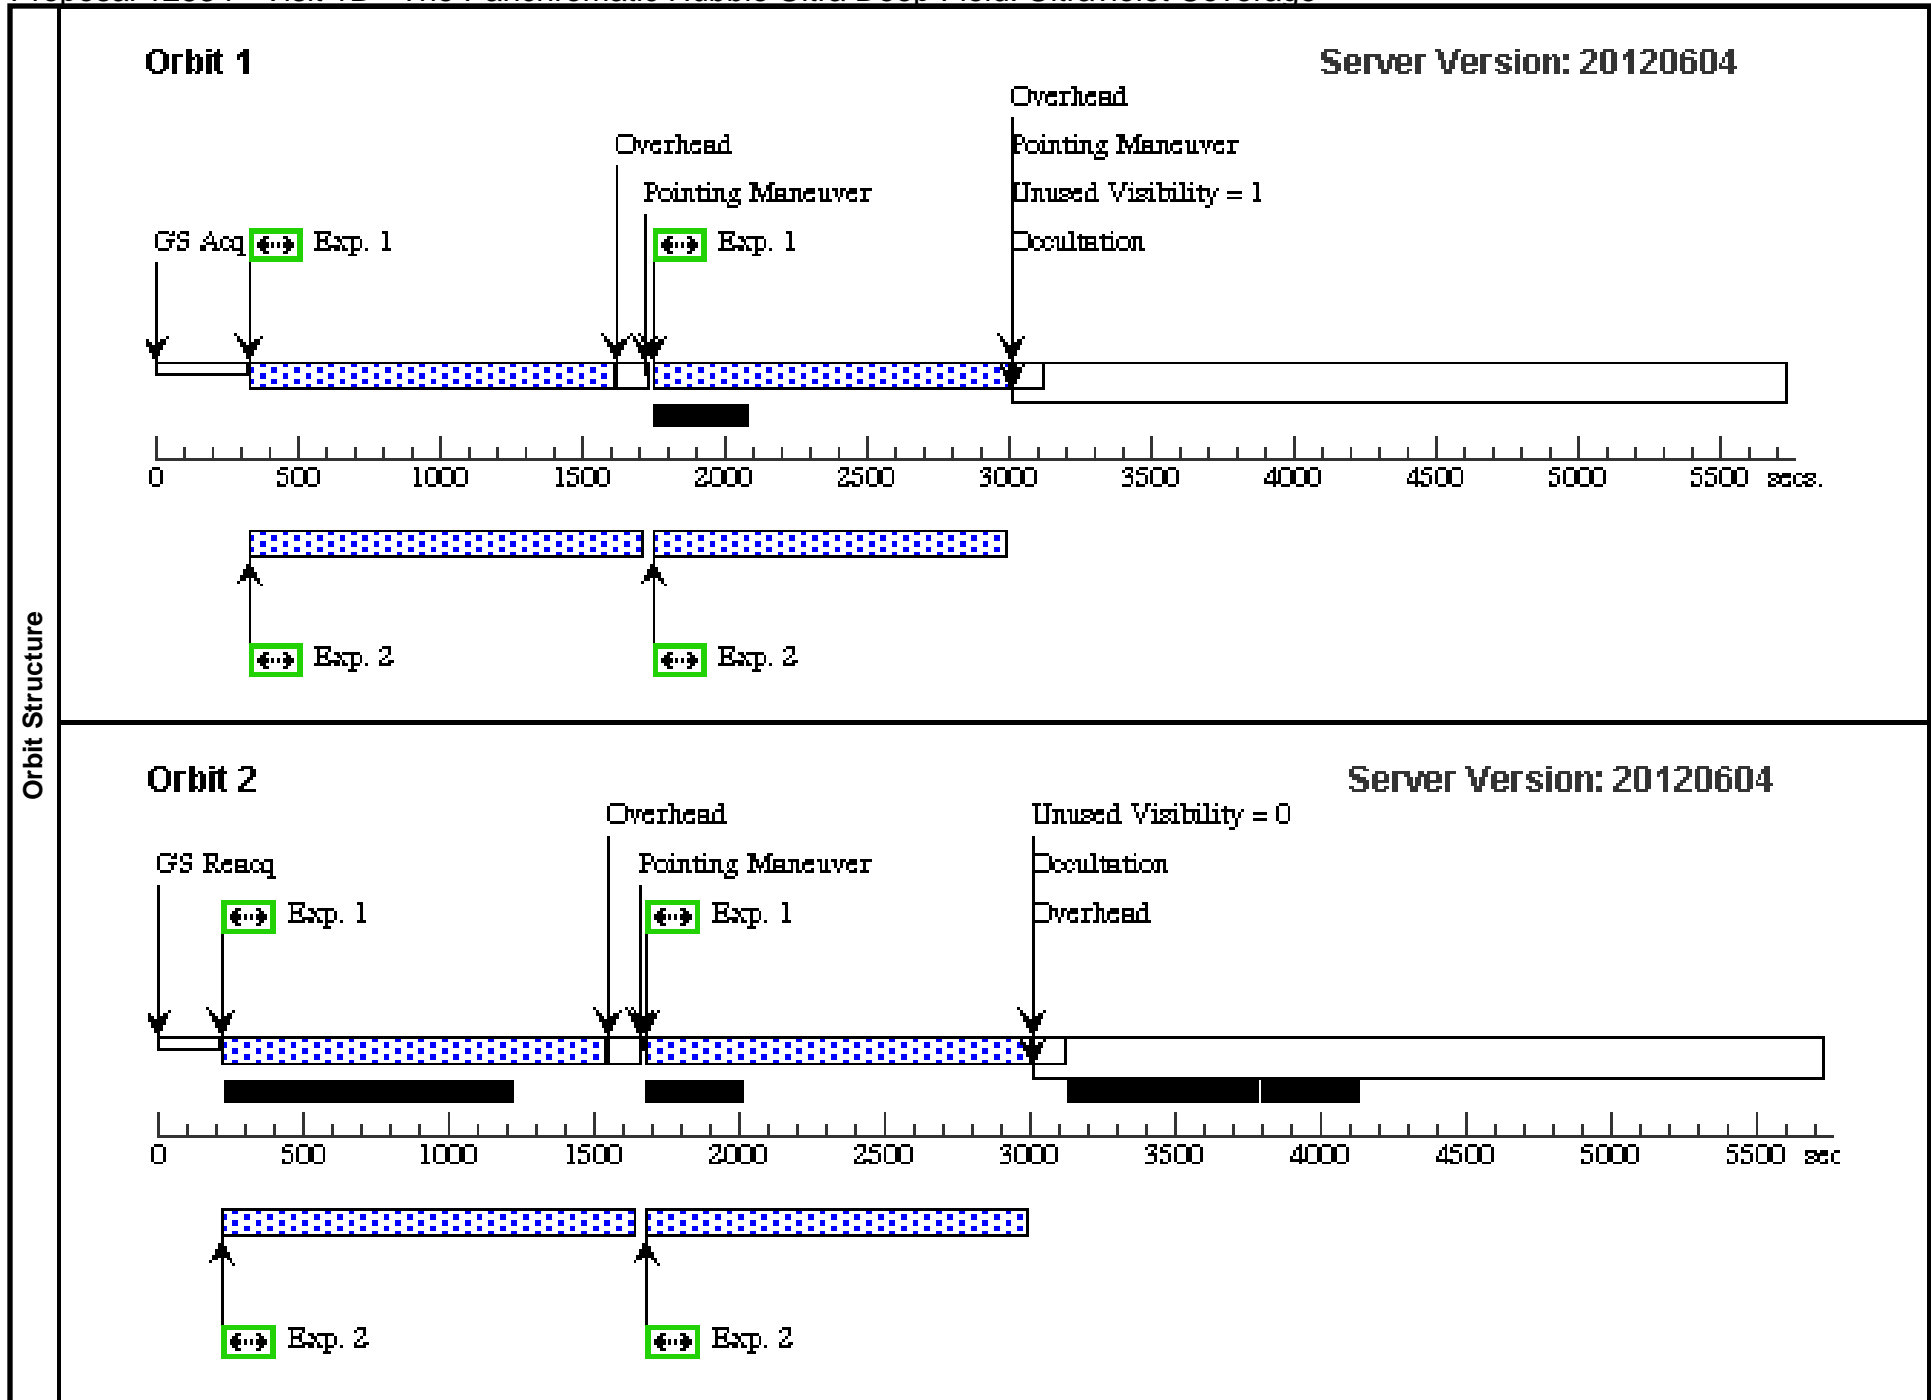 Orbit Structure
Orbit 1
Server Version: 20120604
Overhead
Overhead
Pointing Maneuver
Pointing Maneuver
Unused Visibility = 1
GS Acq
Exp. 1
Exp. 1
Occultation
0 500 1000 1500 2000 2500 3000 3500 4000 4500 5000 5500 secs.
Exp. 2
Exp. 2
Orbit 2
Server Version: 20120604
Overhead
Unused Visibility = 0
GS Reacq
Pointing Maneuver
Occultation
Exp. 1
Exp. 1
Overhead
0 500 1000 1500 2000 2500 3000 3500 4000 4500 5000 5500 sec
Exp. 2
Exp. 2